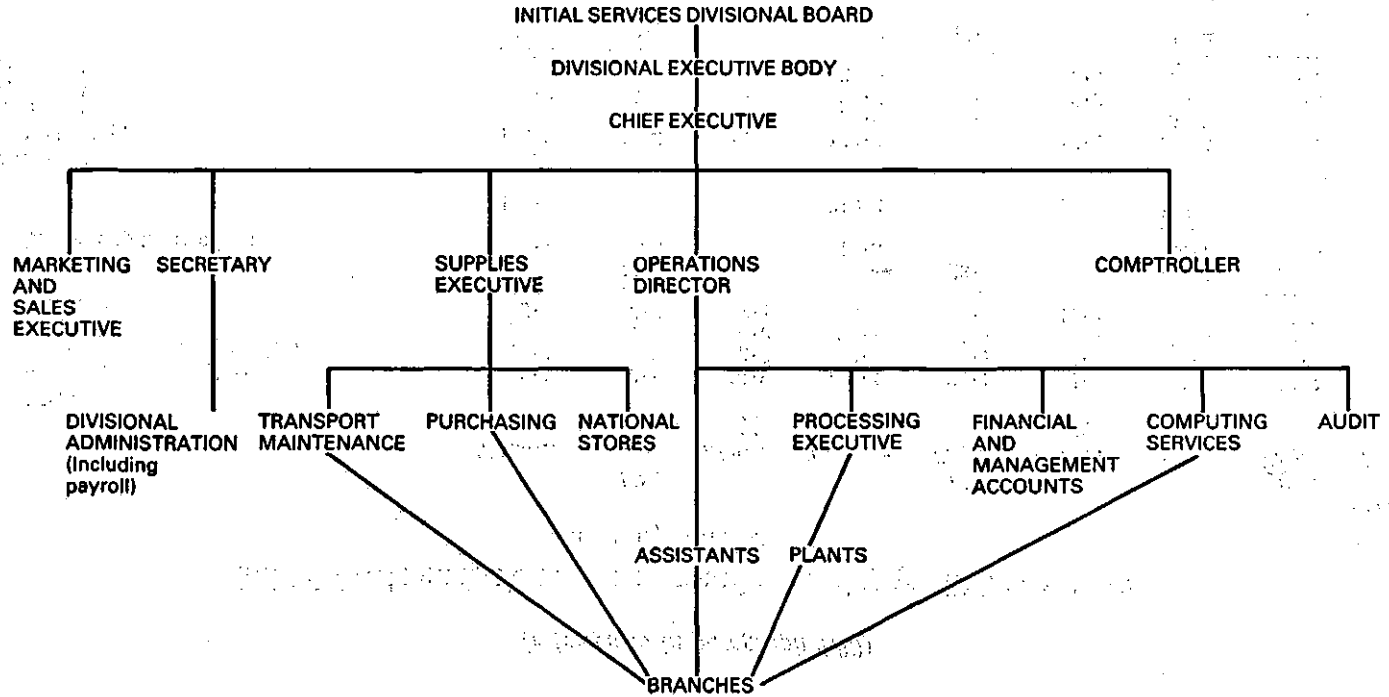 INITIAL SERVICES DIVISIONAL BOARD
DIVISIONAL EXECUTIVE BODY
CHIEF EXECUTIVE
MARKETING
AND
SALES
EXECUTIVE
SECRETARY
SUPPLIES
EXECUTIVE
OPERATIONS
DIRECTOR
COMPTROLLER
DIVISIONAL
ADMINISTRATION
(Including
payroll)
TRANSPORT
MAINTENANCE
PURCHASING
NATIONAL
STORES
PROCESSING
EXECUTIVE
FINANCIAL
AND
MANAGEMENT
ACCOUNTS
COMPUTING
SERVICES
AUDIT
ASSISTANTS
PLANTS
BRANCHES